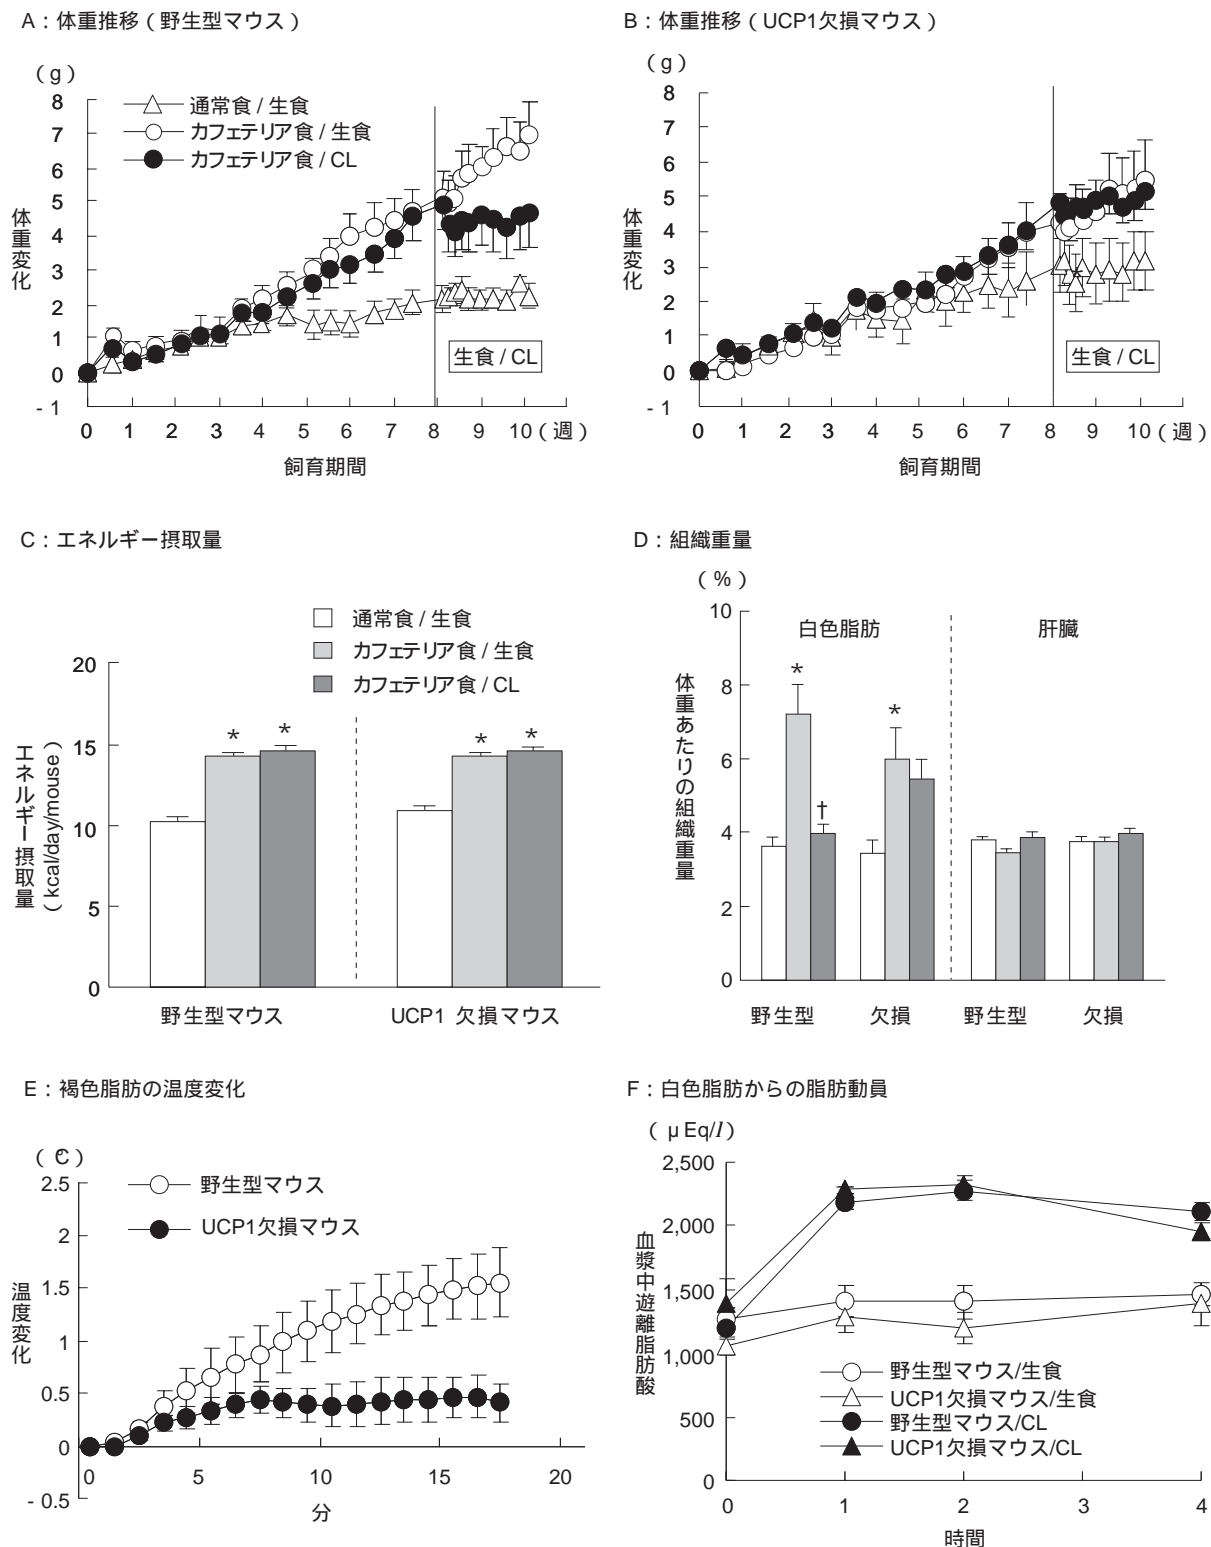 A：体重推移（野生型マウス）
（g）
8
7
6
5
4
3
2
1
0
- 1
体重変化
通常食 / 生食
カフェテリア食 / 生食
カフェテリア食 / CL
生食 / CL
0 1 2 3 4 5 6 7 8 9 10（週）
飼育期間
B：体重推移（UCP1欠損マウス）
（g）
8
7
6
5
4
3
2
1
0
- 1
体重変化
生食 / CL
0 1 2 3 4 5 6 7 8 9 10（週）
飼育期間
C：エネルギー摂取量
通常食 / 生食
カフェテリア食 / 生食
カフェテリア食 / CL
20
15
10
5
0
エネルギー摂取量
（kcal/day/mouse）
* * * *
野生型マウス UCP1 欠損マウス
D：組織重量
（%）
10
8
6
4
2
0
体重あたりの組織重量
白色脂肪 肝臓
* † *
野生型 欠損 野生型 欠損
E：褐色脂肪の温度変化
（℃）
2.5
2
1.5
1
0.5
0
- 0.5
温度変化
野生型マウス
UCP1欠損マウス
0 5 10 15 20
分
F：白色脂肪からの脂肪動員
（μEq/l）
2,500
2,000
1,500
1,000
500
0
血漿中遊離脂肪酸
野生型マウス/生食
UCP1欠損マウス/生食
野生型マウス/CL
UCP1欠損マウス/CL
0 1 2 3 4
時間